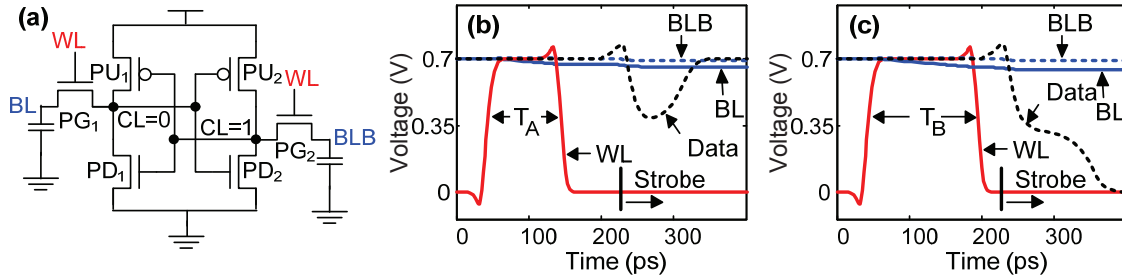 (a)
WL
PU1
PU2
WL
BL
PG1
CL=0
CL=1
BLB
PG2
PD1
PD2
(b)
BLB
0.7
BL
TA
Data
0.35
WL
Strobe
0
Voltage (V)
0 100 200 300
Time (ps)
(c)
BLB
0.7
BL
Data
TB
0.35
WL
Strobe
0
Voltage (V)
0 100 200 300
Time (ps)